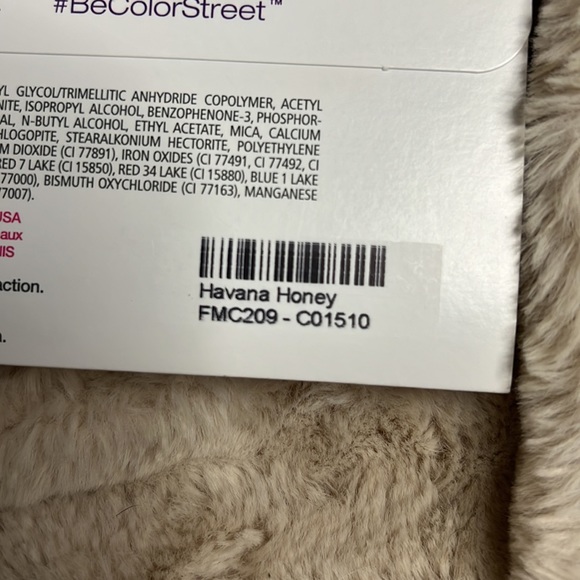 #BeColorStreet™
YL GLYCOL/TRIMELLITIC ANHYDRIDE COPOLYMER, ACETYL
NITE, ISOPROPYL ALCOHOL, BENZOPHENONE-3, PHOSPHOR-
AL, N-BUTYL ALCOHOL, ETHYL ACETATE, MICA, CALCIUM
HLOGOPITE, STEARALKONIUM HECTORITE, POLYETHYLENE
M DIOXIDE (CI 77891), IRON OXIDES (CI 77491, CI 77492, CI
RED 7 LAKE (CI 15850), RED 34 LAKE (CI 15880), BLUE 1 LAKE
77000), BISMUTH OXYCHLORIDE (CI 77163), MANGANESE
77007).
USA
aux
NIS
action.
Havana Honey
FMC209 - C01510